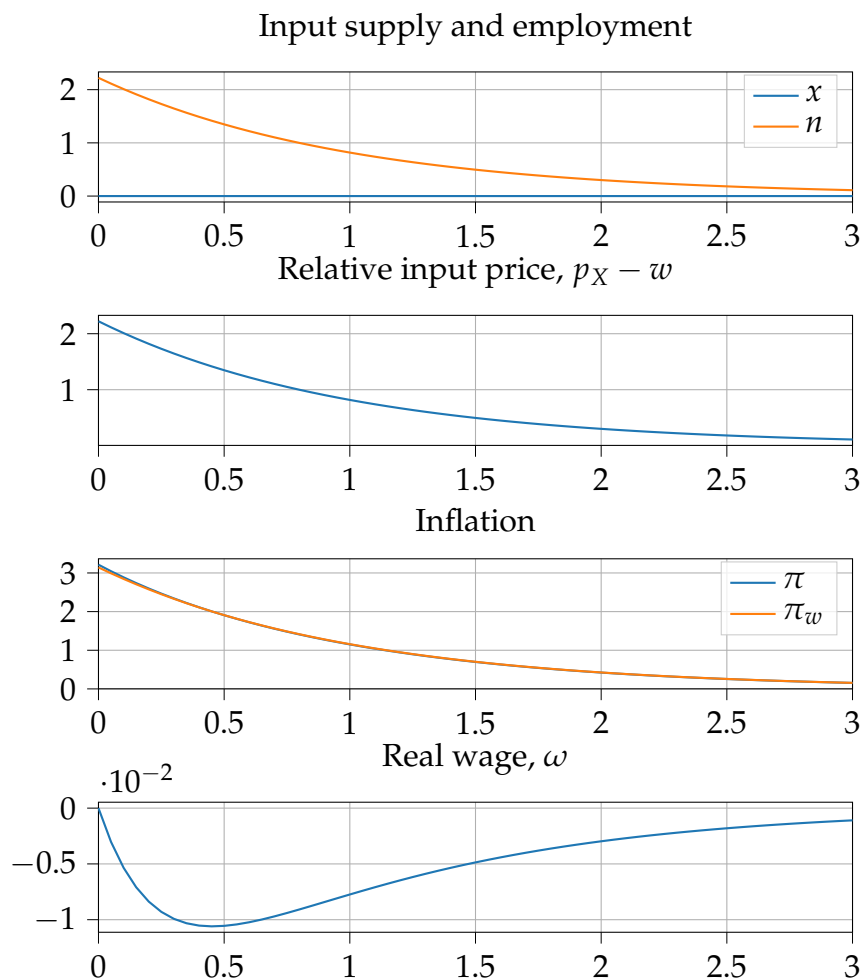 Input supply and employment
2
1
0
x
n
0 0.5 1 1.5 2 2.5 3
Relative input price, p_X − w
2
1
0 0.5 1 1.5 2 2.5 3
Inflation
3
2
1
0
π
π_w
0 0.5 1 1.5 2 2.5 3
Real wage, ω
·10⁻²
0
−0.5
−1
0 0.5 1 1.5 2 2.5 3